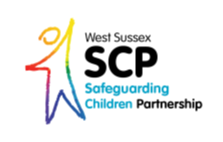 West Sussex
SCP
Safeguarding
Children Partnership